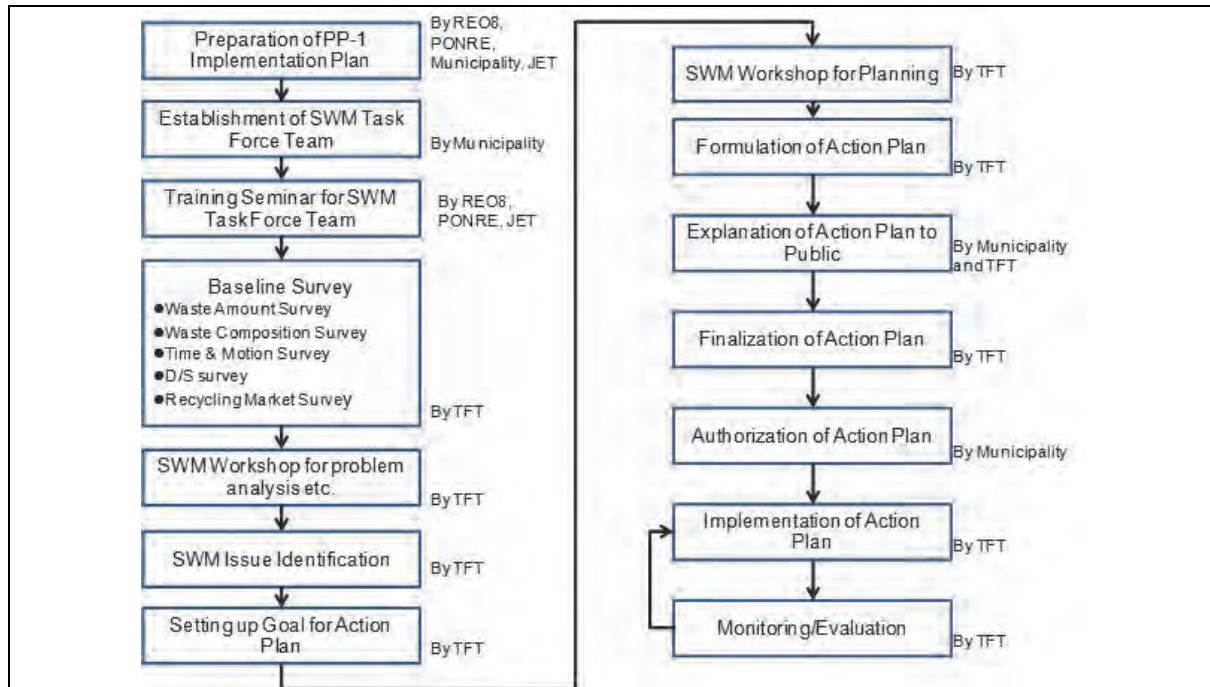 Preparation of PP-1
Implementation Plan
By REO8,
PONRE,
Municipality, JET
Establishment of SWM Task
Force Team
By Municipality
Training Seminar for SWM
Task Force Team
By REO8,
PONRE, JET
Baseline Survey
●Waste Amount Survey
●Waste Composition Survey
●Time & Motion Survey
●D/S survey
●Recycling Market Survey
By TFT
SWM Workshop for problem
analysis etc.
By TFT
SWM Issue Identification
By TFT
Setting up Goal for Action
Plan
By TFT
SWM Workshop for Planning
By TFT
Formulation of Action Plan
By TFT
Explanation of Action Plan to
Public
By Municipality
and TFT
Finalization of Action Plan
By TFT
Authorization of Action Plan
By Municipality
Implementation of Action
Plan
By TFT
Monitoring/Evaluation
By TFT